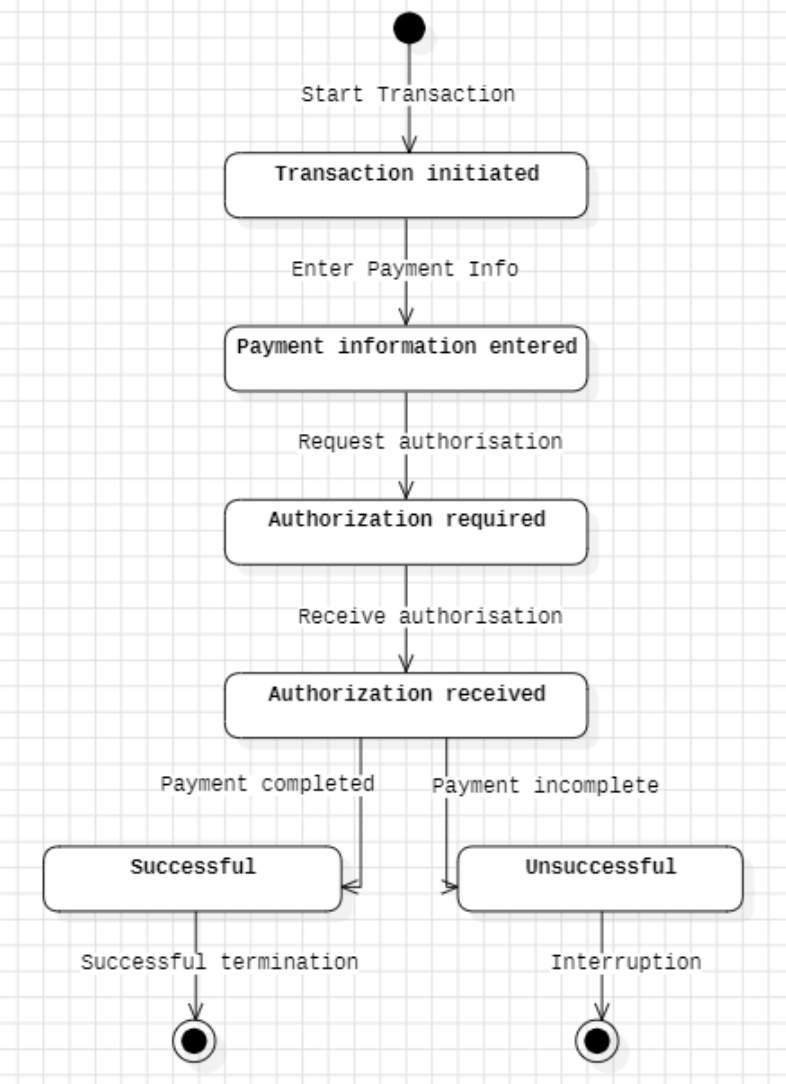 Start Transaction
Transaction initiated
Enter Payment Info
Payment information entered
Request authorisation
Authorization required
Receive authorisation
Authorization received
Payment completed
Payment incomplete
Successful
Unsuccessful
Successful termination
Interruption